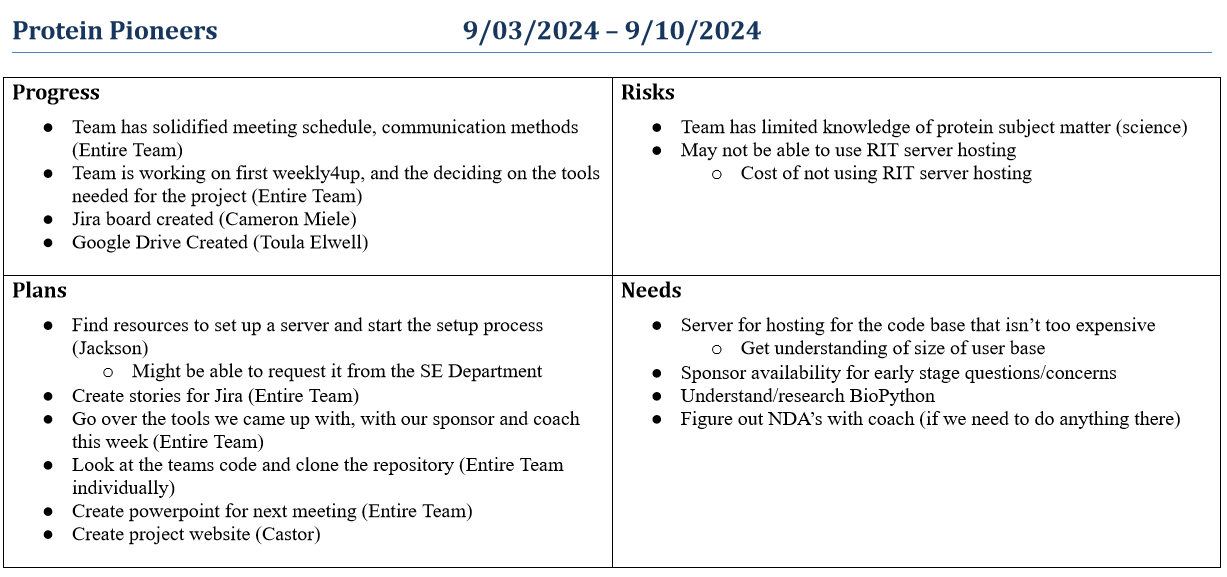 Protein Pioneers 9/03/2024 – 9/10/2024
Progress
● Team has solidified meeting schedule, communication methods
(Entire Team)
● Team is working on first weekly4up, and the deciding on the tools
needed for the project (Entire Team)
● Jira board created (Cameron Miele)
● Google Drive Created (Toula Elwell)
Risks
● Team has limited knowledge of protein subject matter (science)
● May not be able to use RIT server hosting
○ Cost of not using RIT server hosting
Plans
● Find resources to set up a server and start the setup process
(Jackson)
○ Might be able to request it from the SE Department
● Create stories for Jira (Entire Team)
● Go over the tools we came up with, with our sponsor and coach
this week (Entire Team)
● Look at the teams code and clone the repository (Entire Team
individually)
● Create powerpoint for next meeting (Entire Team)
● Create project website (Castor)
Needs
● Server for hosting for the code base that isn’t too expensive
○ Get understanding of size of user base
● Sponsor availability for early stage questions/concerns
● Understand/research BioPython
● Figure out NDA’s with coach (if we need to do anything there)